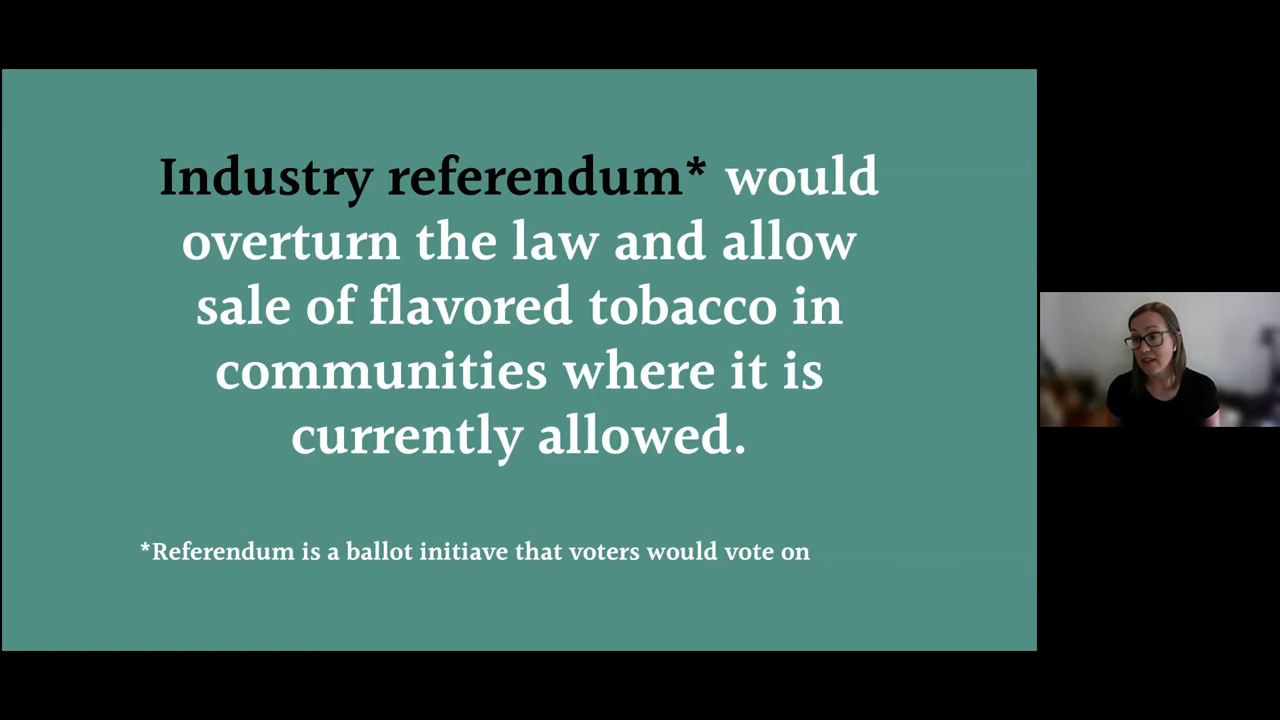 Industry referendum* would
overturn the law and allow
sale of flavored tobacco in
communities where it is
currently allowed.
*Referendum is a ballot initiave that voters would vote on